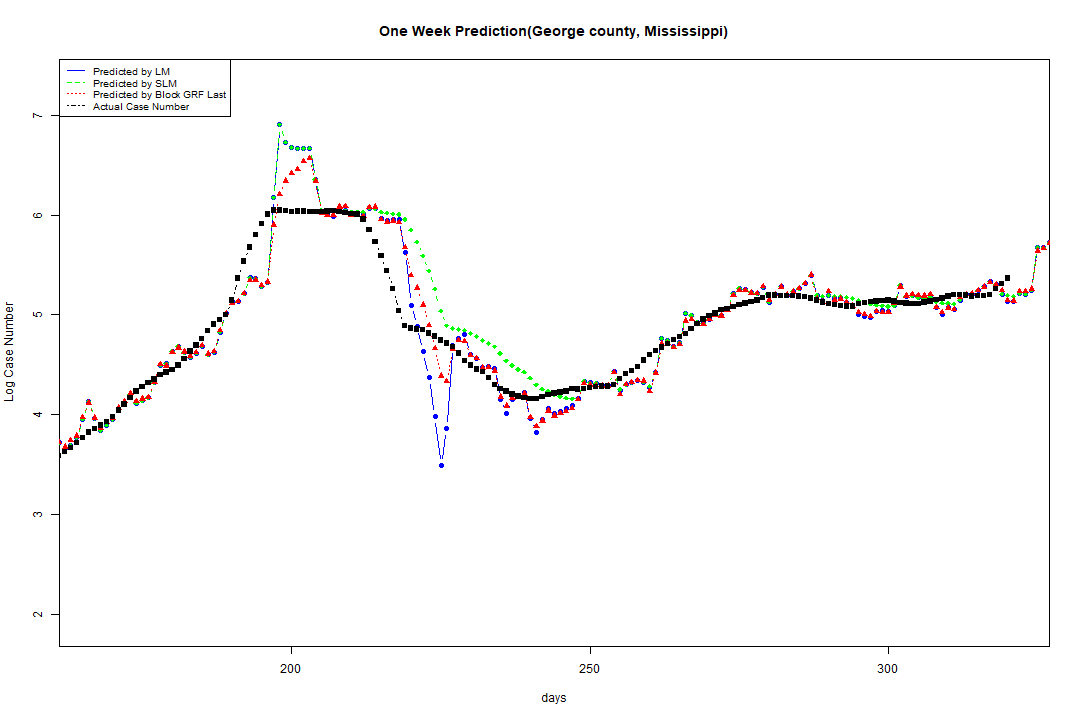 One Week Prediction(George county, Mississippi)
Predicted by LM
Predicted by SLM
Predicted by Block GRF Last
Actual Case Number
7
6
5
4
3
2
Log Case Number
200 250 300
days